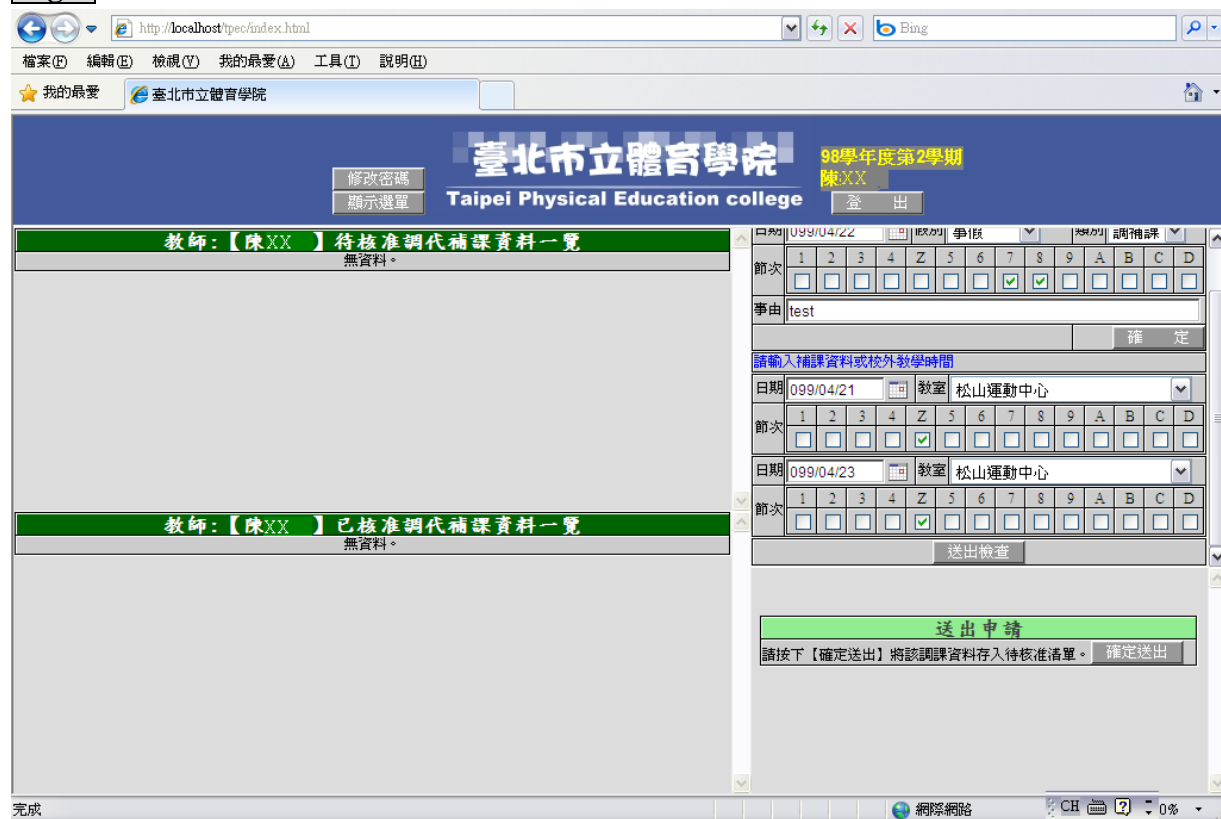 http://localhost/tpec/index.html
Bing
檔案(F) 編輯(E) 檢視(V) 我的最愛(A) 工具(T) 說明(H)
我的最愛
臺北市立體育學院
修改密碼
顯示選單
臺北市立體育學院
Taipei Physical Education college
98學年度第2學期
陳XX
登 出
教師:【陳XX 】待核准調代補課資料一覽
無資料。
教師:【陳XX 】已核准調代補課資料一覽
無資料。
日期 099/04/22 假別 事假 類別 調補課
節次 1 2 3 4 Z 5 6 7 8 9 A B C D
事由 test
確 定
請輸入補課資料或校外教學時間
日期 099/04/21 教室 松山運動中心
節次 1 2 3 4 Z 5 6 7 8 9 A B C D
日期 099/04/23 教室 松山運動中心
節次 1 2 3 4 Z 5 6 7 8 9 A B C D
送出檢查
送出申請
請按下【確定送出】將該調課資料存入待核准清單。 確定送出
完成
網際網路
CH
0%